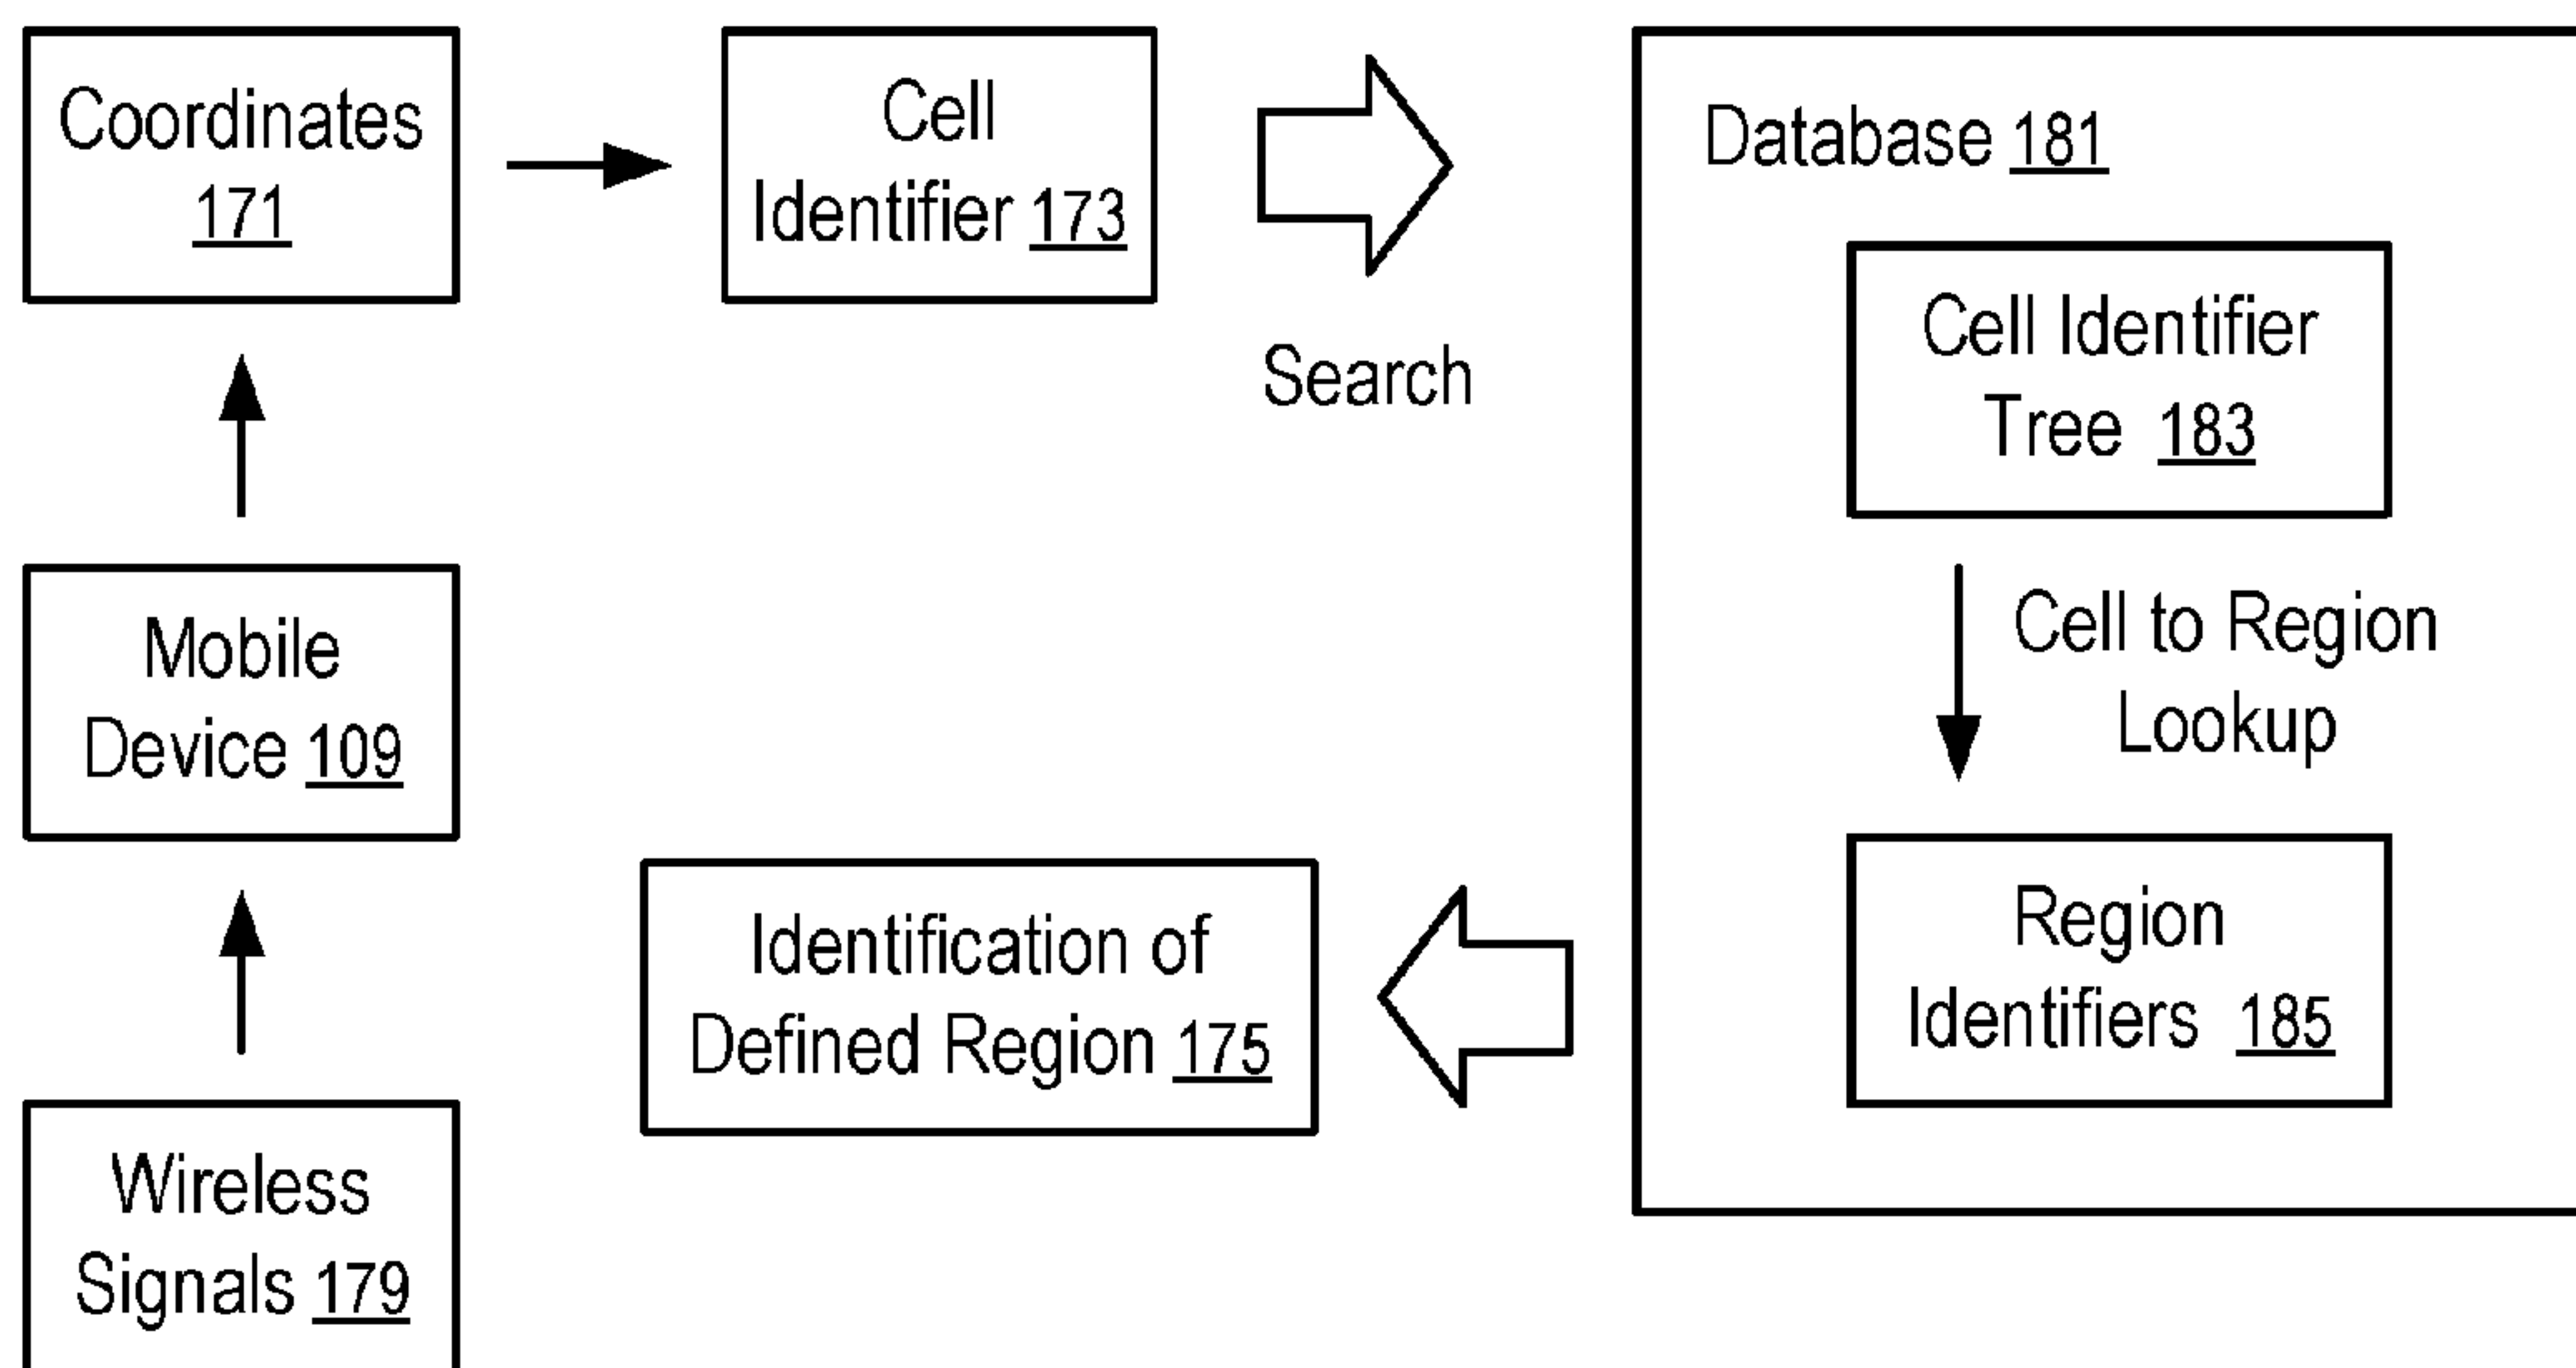 Coordinates
171
Cell
Identifier 173
Search
Database 181
Cell Identifier
Tree 183
Cell to Region
Lookup
Region
Identifiers 185
Identification of
Defined Region 175
Mobile
Device 109
Wireless
Signals 179